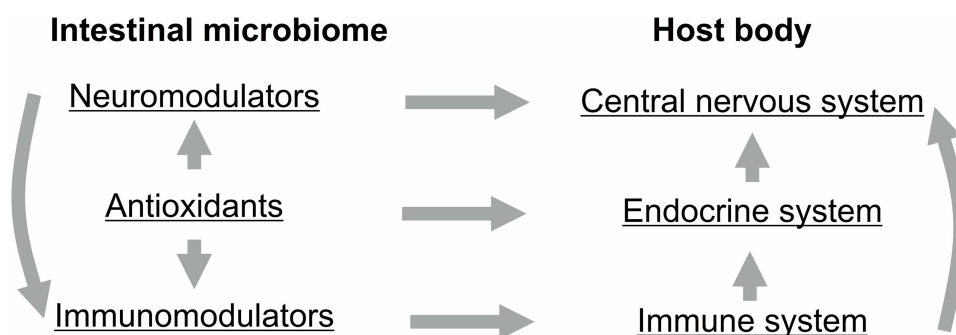 Intestinal microbiome Host body
Neuromodulators Central nervous system
Antioxidants Endocrine system
Immunomodulators Immune system